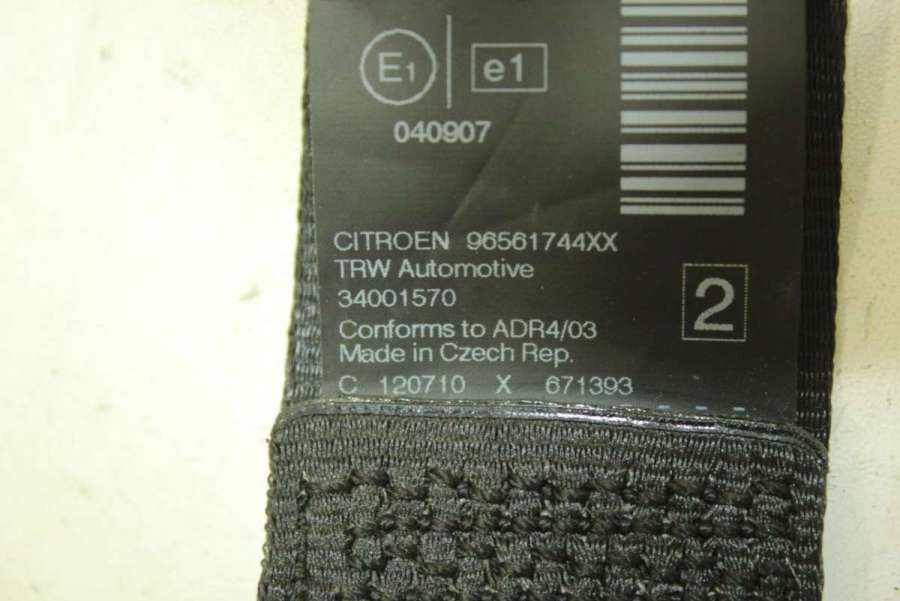 E1 e1
040907
CITROEN 96561744XX
TRW Automotive
34001570
2
Conforms to ADR4/03
Made in Czech Rep.
C 120710 X 671393